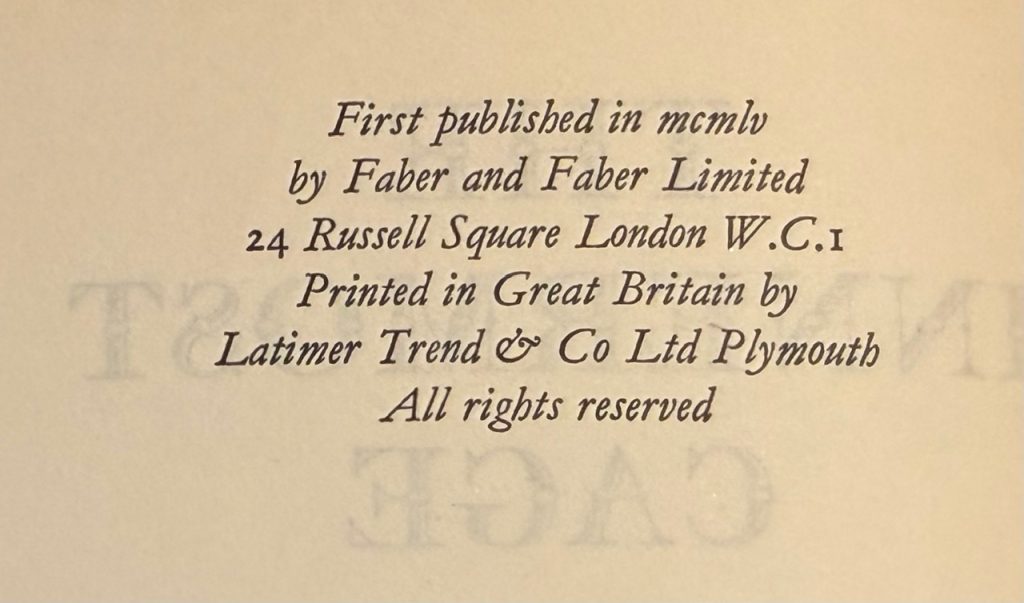 First published in mcmlv
by Faber and Faber Limited
24 Russell Square London W.C.1
Printed in Great Britain by
Latimer Trend & Co Ltd Plymouth
All rights reserved
CAGE